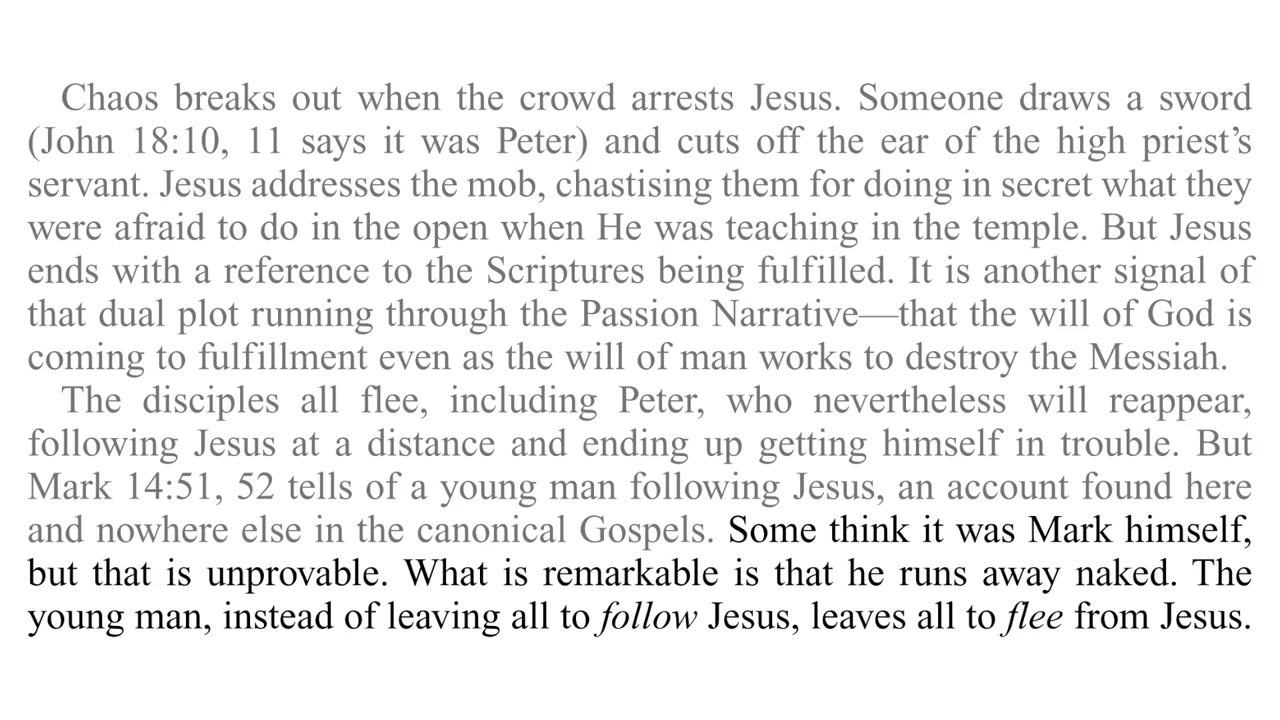 Chaos breaks out when the crowd arrests Jesus. Someone draws a sword
(John 18:10, 11 says it was Peter) and cuts off the ear of the high priest’s
servant. Jesus addresses the mob, chastising them for doing in secret what they
were afraid to do in the open when He was teaching in the temple. But Jesus
ends with a reference to the Scriptures being fulfilled. It is another signal of
that dual plot running through the Passion Narrative—that the will of God is
coming to fulfillment even as the will of man works to destroy the Messiah.
The disciples all flee, including Peter, who nevertheless will reappear,
following Jesus at a distance and ending up getting himself in trouble. But
Mark 14:51, 52 tells of a young man following Jesus, an account found here
and nowhere else in the canonical Gospels. Some think it was Mark himself,
but that is unprovable. What is remarkable is that he runs away naked. The
young man, instead of leaving all to follow Jesus, leaves all to flee from Jesus.